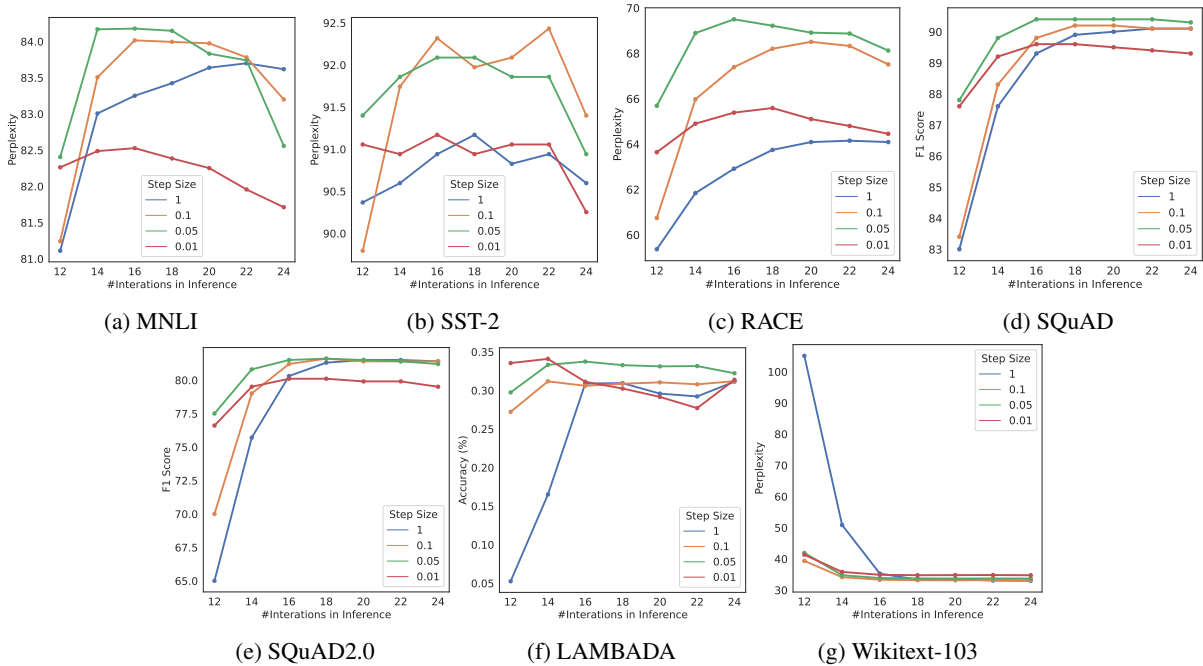 84.0
83.5
83.0
82.5
82.0
81.5
81.0
Perplexity
Step Size
1
0.1
0.05
0.01
12 14 16 18 20 22 24
#Interations in Inference
(a) MNLI
92.5
92.0
91.5
91.0
90.5
90.0
Perplexity
Step Size
1
0.1
0.05
0.01
12 14 16 18 20 22 24
#Interations in Inference
(b) SST-2
70
68
66
64
62
60
Perplexity
Step Size
1
0.1
0.05
0.01
12 14 16 18 20 22 24
#Interations in Inference
(c) RACE
90
89
88
87
86
85
84
83
F1 Score
Step Size
1
0.1
0.05
0.01
12 14 16 18 20 22 24
#Interations in Inference
(d) SQuAD
80.0
77.5
75.0
72.5
70.0
67.5
65.0
F1 Score
Step Size
1
0.1
0.05
0.01
12 14 16 18 20 22 24
#Interations in Inference
(e) SQuAD2.0
0.35
0.30
0.25
0.20
0.15
0.10
0.05
Accuracy (%)
Step Size
1
0.1
0.05
0.01
12 14 16 18 20 22 24
#Interations in Inference
(f) LAMBADA
100
90
80
70
60
50
40
30
Perplexity
Step Size
1
0.1
0.05
0.01
12 14 16 18 20 22 24
#Interations in Inference
(g) Wikitext-103